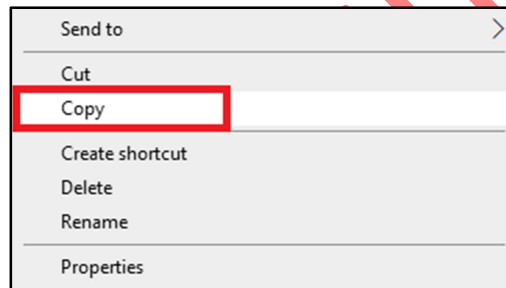 Send to
Cut
Copy
Create shortcut
Delete
Rename
Properties